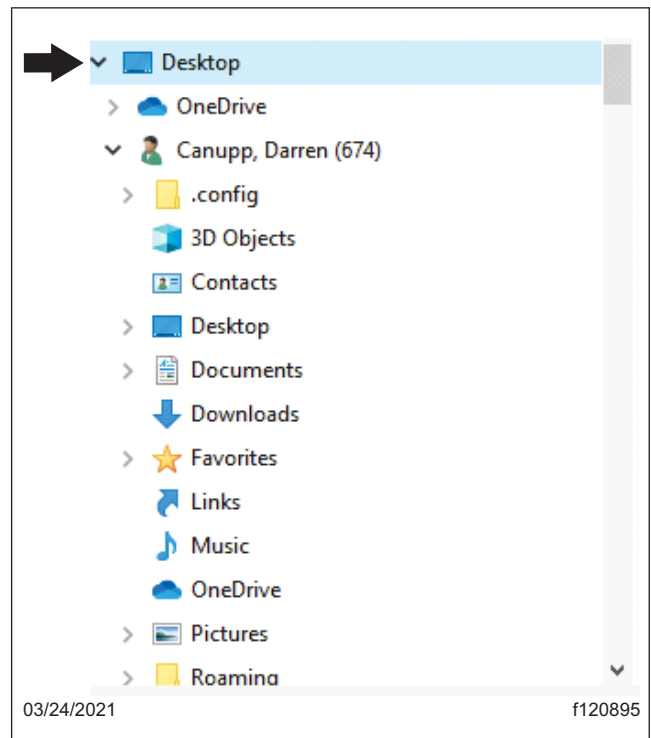 Desktop
OneDrive
Canupp, Darren (674)
.config
3D Objects
Contacts
Desktop
Documents
Downloads
Favorites
Links
Music
OneDrive
Pictures
Roaming
03/24/2021 f120895